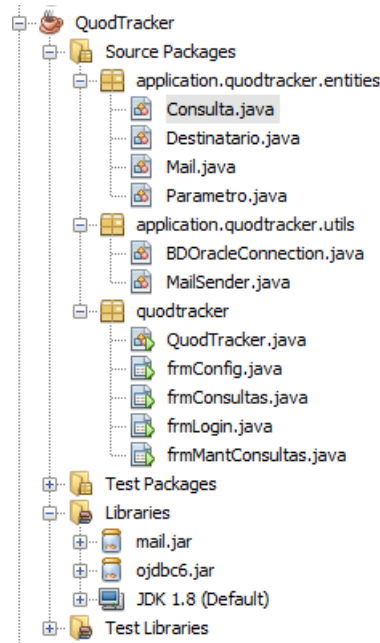 QuodTracker
Source Packages
application.quodtracker.entities
Consulta.java
Destinatario.java
Mail.java
Parametro.java
application.quodtracker.utils
BDOracleConnection.java
MailSender.java
quodtracker
QuodTracker.java
frmConfig.java
frmConsultas.java
frmLogin.java
frmMantConsultas.java
Test Packages
Libraries
mail.jar
ojdbc6.jar
JDK 1.8 (Default)
Test Libraries